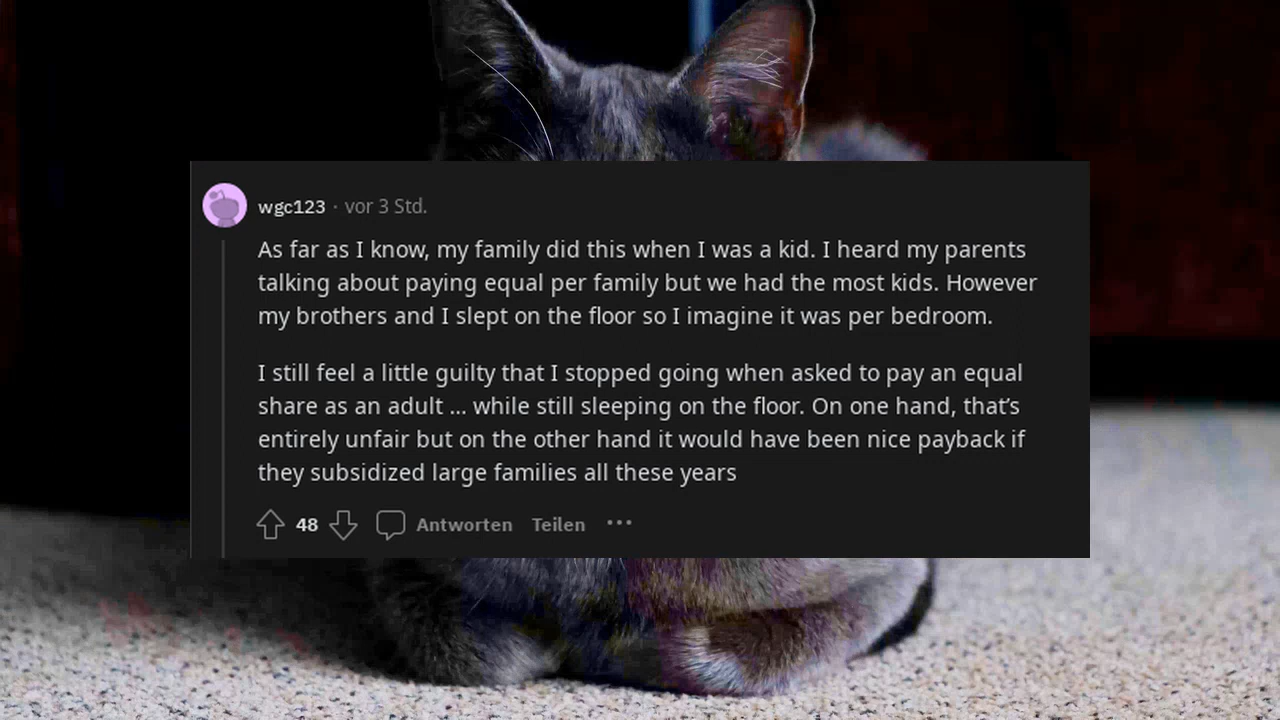 wgc123 · vor 3 Std.
As far as I know, my family did this when I was a kid. I heard my parents
talking about paying equal per family but we had the most kids. However
my brothers and I slept on the floor so I imagine it was per bedroom.
I still feel a little guilty that I stopped going when asked to pay an equal
share as an adult ... while still sleeping on the floor. On one hand, that’s
entirely unfair but on the other hand it would have been nice payback if
they subsidized large families all these years
48 Antworten Teilen ...